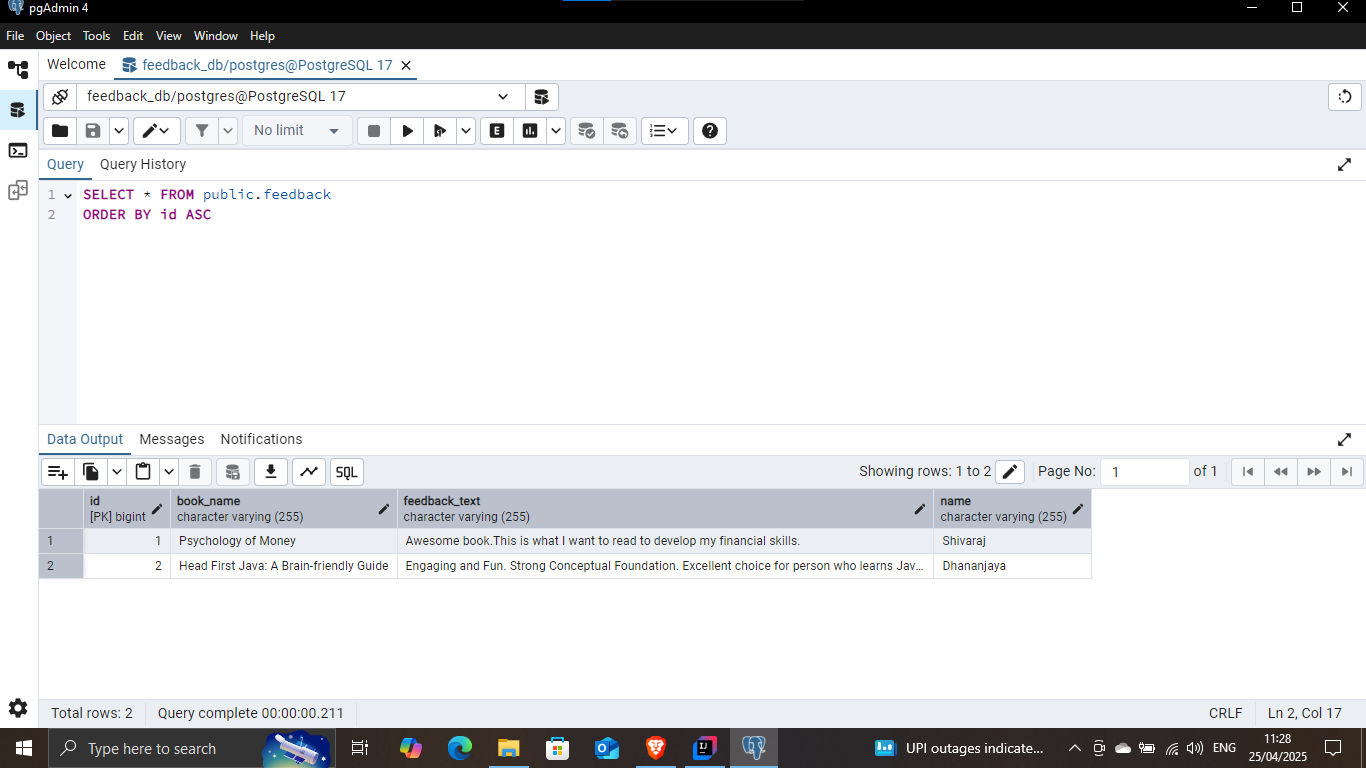 pgAdmin 4
File Object Tools Edit View Window Help
Welcome feedback_db/postgres@PostgreSQL 17
feedback_db/postgres@PostgreSQL 17
No limit E
Query Query History
1 SELECT * FROM public.feedback
2 ORDER BY id ASC
Data Output Messages Notifications
SQL Showing rows: 1 to 2 Page No: 1 of 1
id book_name feedback_text name
[PK] bigint character varying (255) character varying (255) character varying (255)
1 1 Psychology of Money Awesome book.This is what I want to read to develop my financial skills. Shivaraj
2 2 Head First Java: A Brain-friendly Guide Engaging and Fun. Strong Conceptual Foundation. Excellent choice for person who learns Jav... Dhananjaya
Total rows: 2 Query complete 00:00:00.211 CRLF Ln 2, Col 17
Type here to search UPI outages indicate... ENG 11:28
25/04/2025